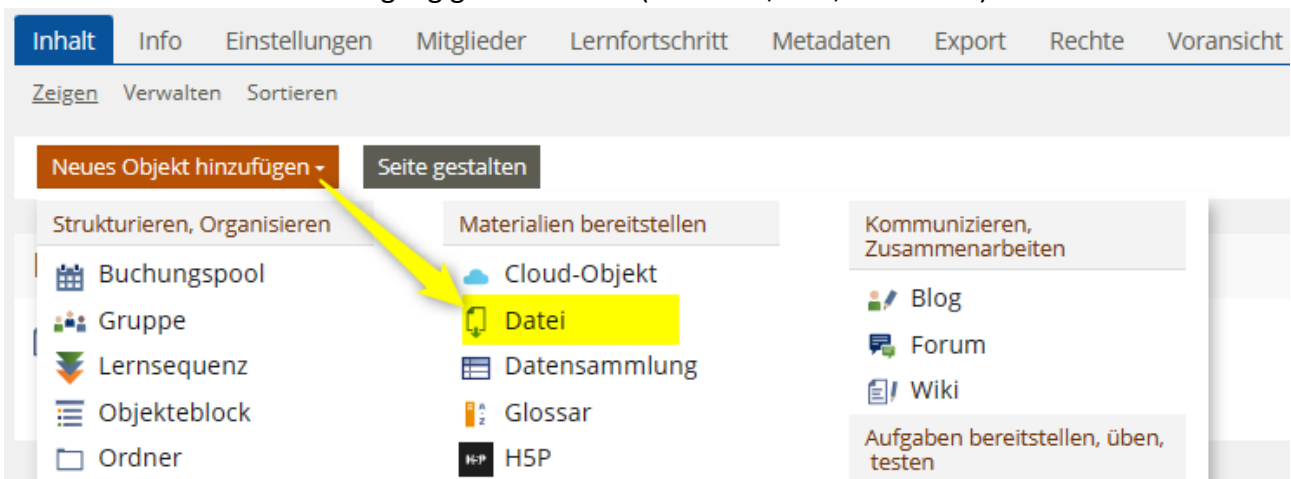 Inhalt Info Einstellungen Mitglieder Lernfortschritt Metadaten Export Rechte Voransicht
Zeigen Verwalten Sortieren
Neues Objekt hinzufügen Seite gestalten
Strukturieren, Organisieren
Buchungspool
Gruppe
Lernsequenz
Objekteblock
Ordner
Materialien bereitstellen
Cloud-Objekt
Datei
Datensammlung
Glossar
H5P
Kommunizieren,
Zusammenarbeiten
Blog
Forum
Wiki
Aufgaben bereitstellen, üben,
testen